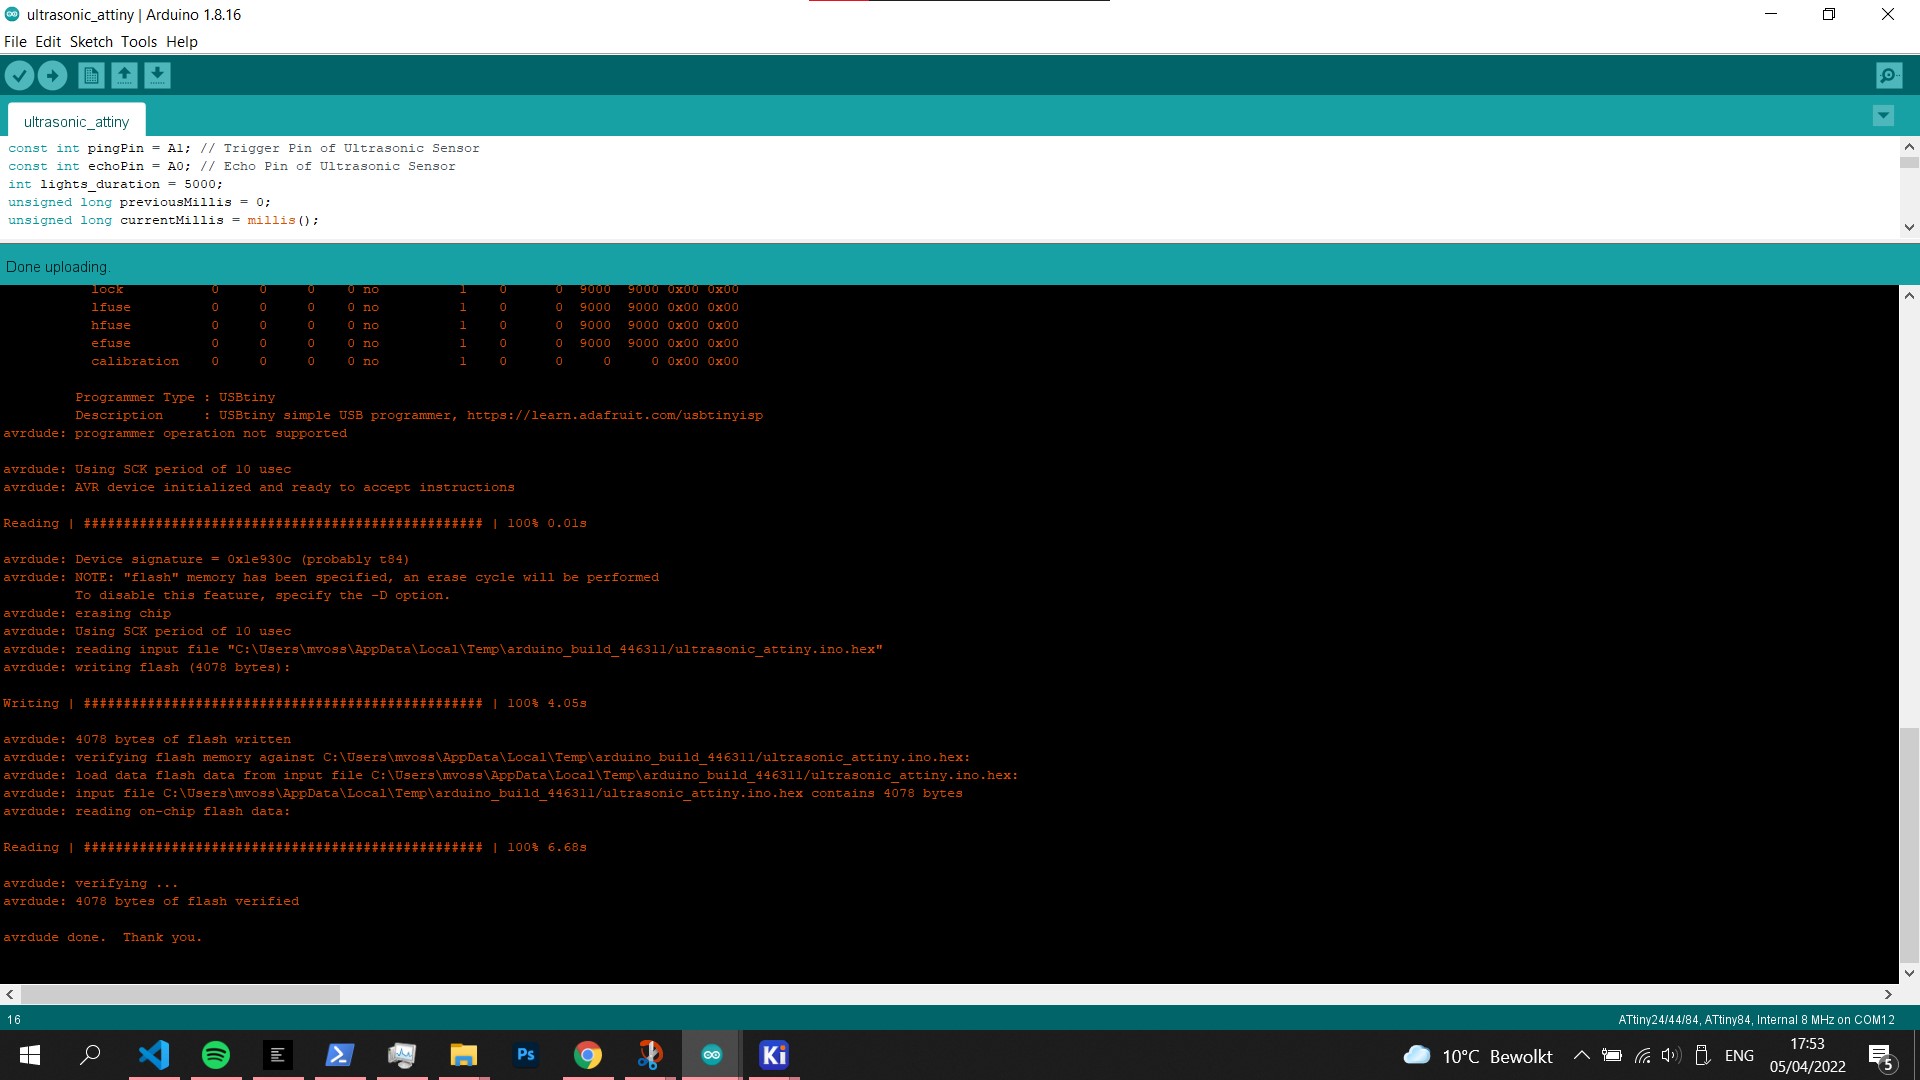 ultrasonic_attiny | Arduino 1.8.16
File Edit Sketch Tools Help
ultrasonic_attiny
const int pingPin = A1; // Trigger Pin of Ultrasonic Sensor
const int echoPin = A0; // Echo Pin of Ultrasonic Sensor
int lights_duration = 5000;
unsigned long previousMillis = 0;
unsigned long currentMillis = millis();
Done uploading.
lock 0 0 0 0 no 1 0 0 9000 9000 0x00 0x00
lfuse 0 0 0 0 no 1 0 0 9000 9000 0x00 0x00
hfuse 0 0 0 0 no 1 0 0 9000 9000 0x00 0x00
efuse 0 0 0 0 no 1 0 0 9000 9000 0x00 0x00
calibration 0 0 0 0 no 1 0 0 0 0 0x00 0x00
Programmer Type : USBtiny
Description : USBtiny simple USB programmer, https://learn.adafruit.com/usbtinyisp
avrdude: programmer operation not supported
avrdude: Using SCK period of 10 usec
avrdude: AVR device initialized and ready to accept instructions
Reading | ################################################## | 100% 0.01s
avrdude: Device signature = 0x1e930c (probably t84)
avrdude: NOTE: "flash" memory has been specified, an erase cycle will be performed
To disable this feature, specify the -D option.
avrdude: erasing chip
avrdude: Using SCK period of 10 usec
avrdude: reading input file "C:\Users\mvoss\AppData\Local\Temp\arduino_build_446311/ultrasonic_attiny.ino.hex"
avrdude: writing flash (4078 bytes):
Writing | ################################################## | 100% 4.05s
avrdude: 4078 bytes of flash written
avrdude: verifying flash memory against C:\Users\mvoss\AppData\Local\Temp\arduino_build_446311/ultrasonic_attiny.ino.hex:
avrdude: load data flash data from input file C:\Users\mvoss\AppData\Local\Temp\arduino_build_446311/ultrasonic_attiny.ino.hex:
avrdude: input file C:\Users\mvoss\AppData\Local\Temp\arduino_build_446311/ultrasonic_attiny.ino.hex contains 4078 bytes
avrdude: reading on-chip flash data:
Reading | ################################################## | 100% 6.68s
avrdude: verifying ...
avrdude: 4078 bytes of flash verified
avrdude done. Thank you.
16
ATtiny24/44/84, ATtiny84, Internal 8 MHz on COM12
Ps
Ki
10°C Bewolkt
ENG
17:53
05/04/2022
5